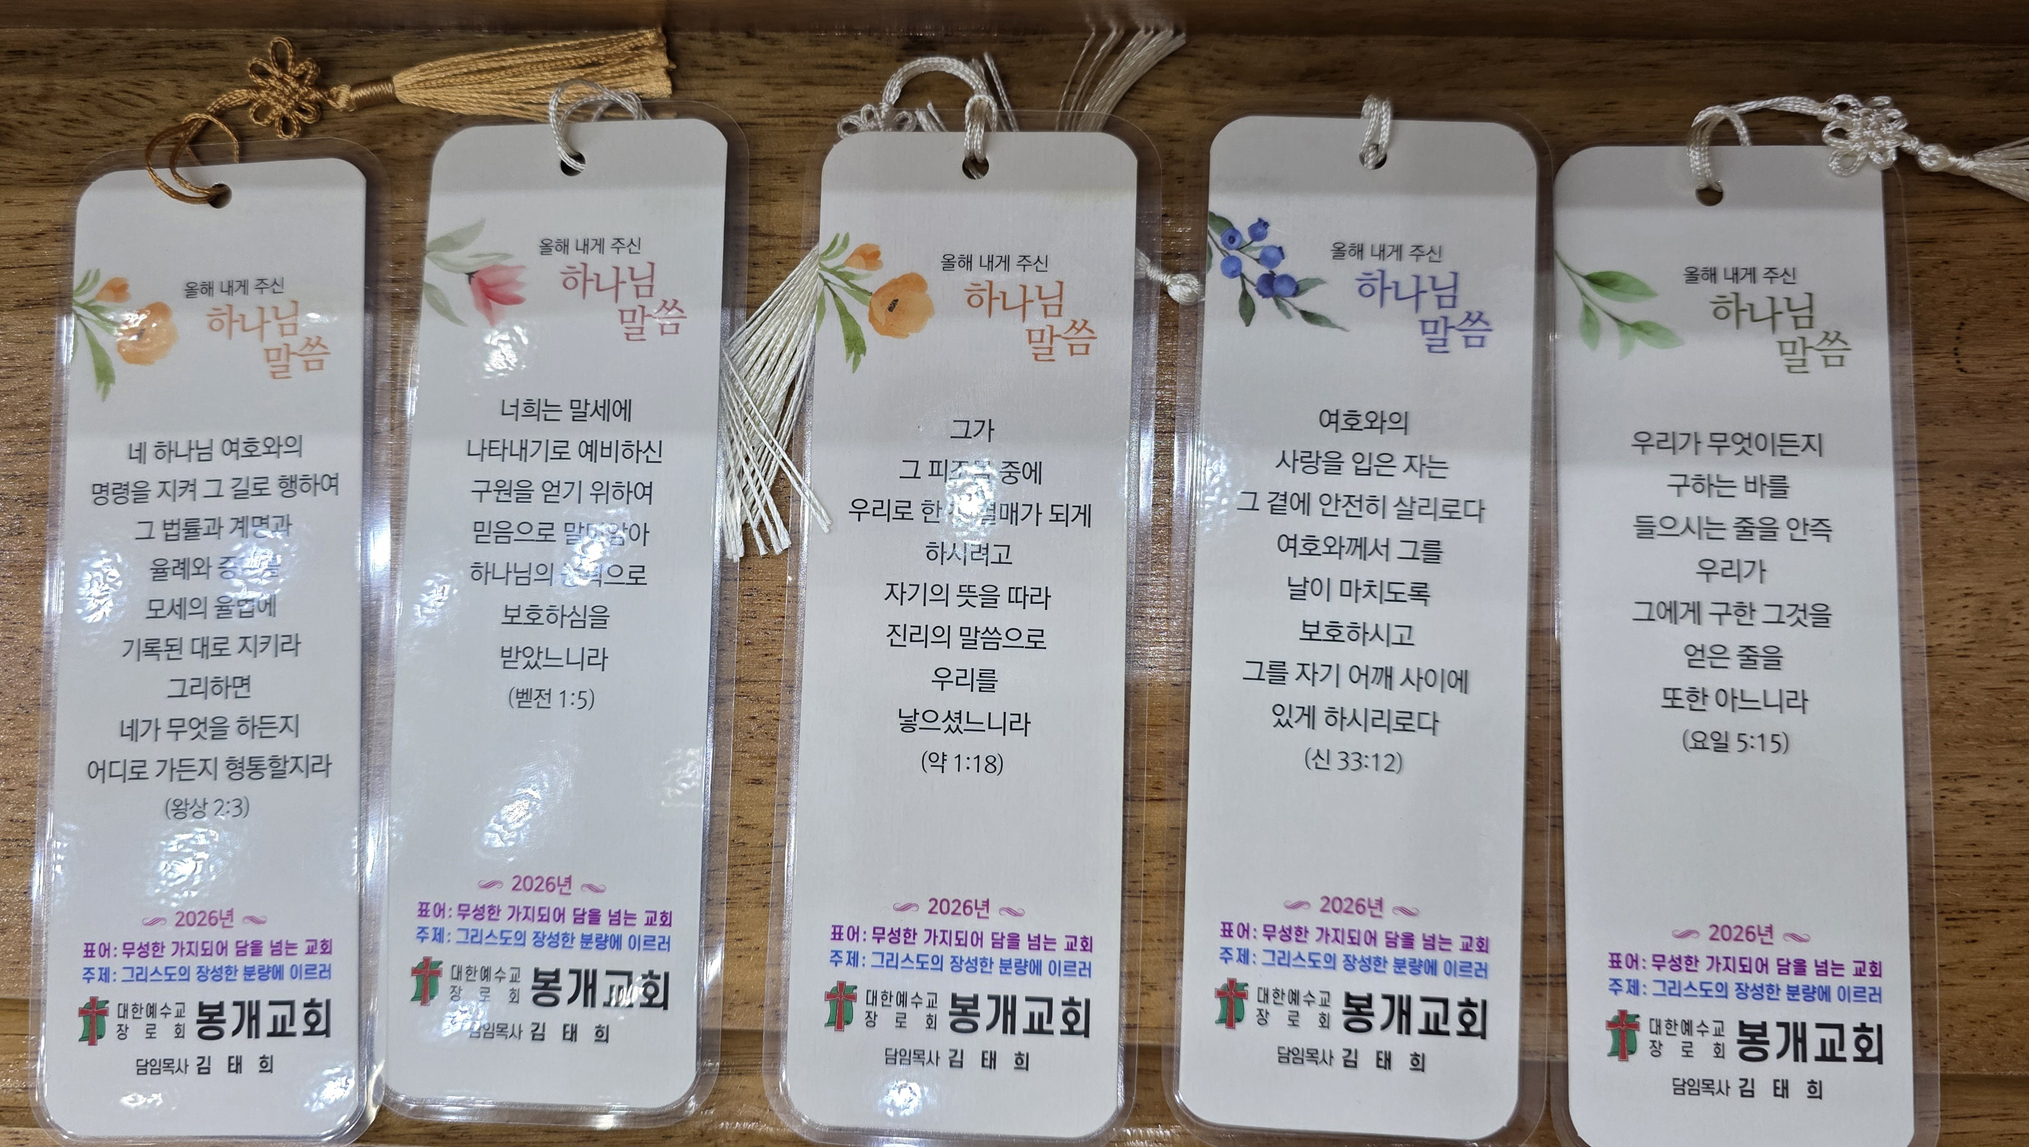 올해 내게 주신
하나님
말씀
네 하나님 여호와의
명령을 지켜 그 길로 행하여
그 법률과 계명과
율례와
모세의 율법에
기록된 대로 지키라
그리하면
네가 무엇을 하든지
어디로 가든지 형통할지라
(왕상 2:3)
2026년
표어: 무성한 가지되어 담을 넘는 교회
주제: 그리스도의 장성한 분량에 이르러
대한예수교
장로회
봉개교회
담임목사 김태희
올해 내게 주신
하나님
말씀
너희는 말세에
나타내기로 예비하신
구원을 얻기 위하여
믿음으로
하나님의
보호하심을
받았느니라
(벧전 1:5)
2026년
표어: 무성한 가지되어 담을 넘는 교회
주제: 그리스도의 장성한 분량에 이르러
대한예수교
장로회
봉개교회
담임목사 김태희
올해 내게 주신
하나님
말씀
그가
그 중에
우리로 한 되게
하시려고
자기의 뜻을 따라
진리의 말씀으로
우리를
낳으셨느니라
(약 1:18)
2026년
표어: 무성한 가지되어 담을 넘는 교회
주제: 그리스도의 장성한 분량에 이르러
대한예수교
장로회
봉개교회
담임목사 김태희
올해 내게 주신
하나님
말씀
여호와의
사랑을 입은 자는
그 곁에 안전히 살리로다
여호와께서 그를
날이 마치도록
보호하시고
그를 자기 어깨 사이에
있게 하시리로다
(신 33:12)
2026년
표어: 무성한 가지되어 담을 넘는 교회
주제: 그리스도의 장성한 분량에 이르러
대한예수교
장로회
봉개교회
담임목사 김태희
올해 내게 주신
하나님
말씀
우리가 무엇이든지
구하는 바를
들으시는 줄을 안즉
우리가
그에게 구한 그것을
얻은 줄을
또한 아느니라
(요일 5:15)
2026년
표어: 무성한 가지되어 담을 넘는 교회
주제: 그리스도의 장성한 분량에 이르러
대한예수교
장로회
봉개교회
담임목사 김태희